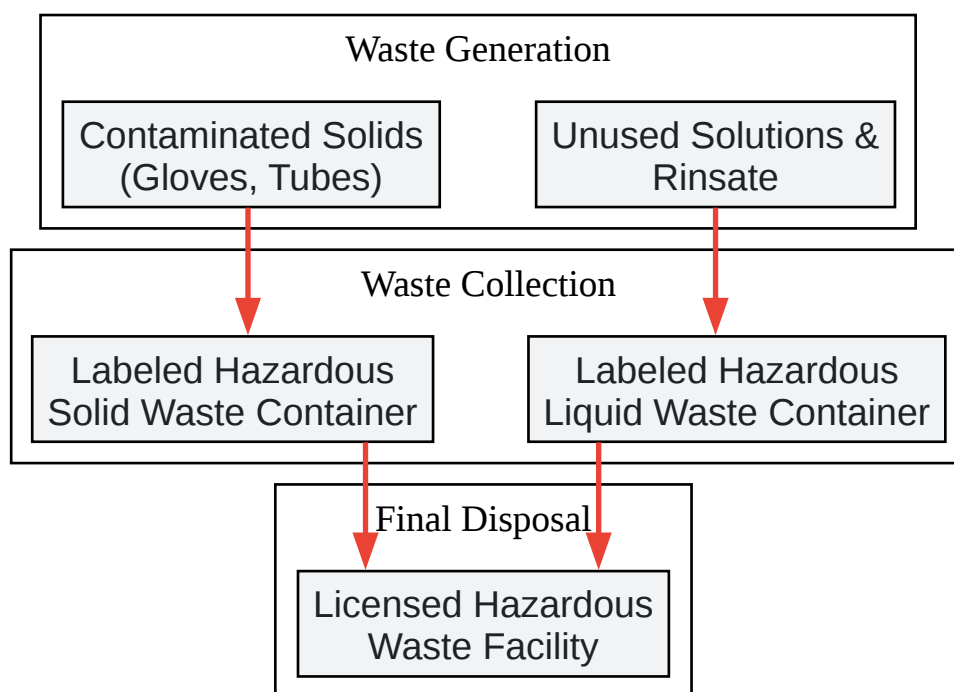 Waste Generation
Contaminated Solids
(Gloves, Tubes)
Unused Solutions &
Rinsate
Waste Collection
Labeled Hazardous
Solid Waste Container
Labeled Hazardous
Liquid Waste Container
Final Disposal
Licensed Hazardous
Waste Facility